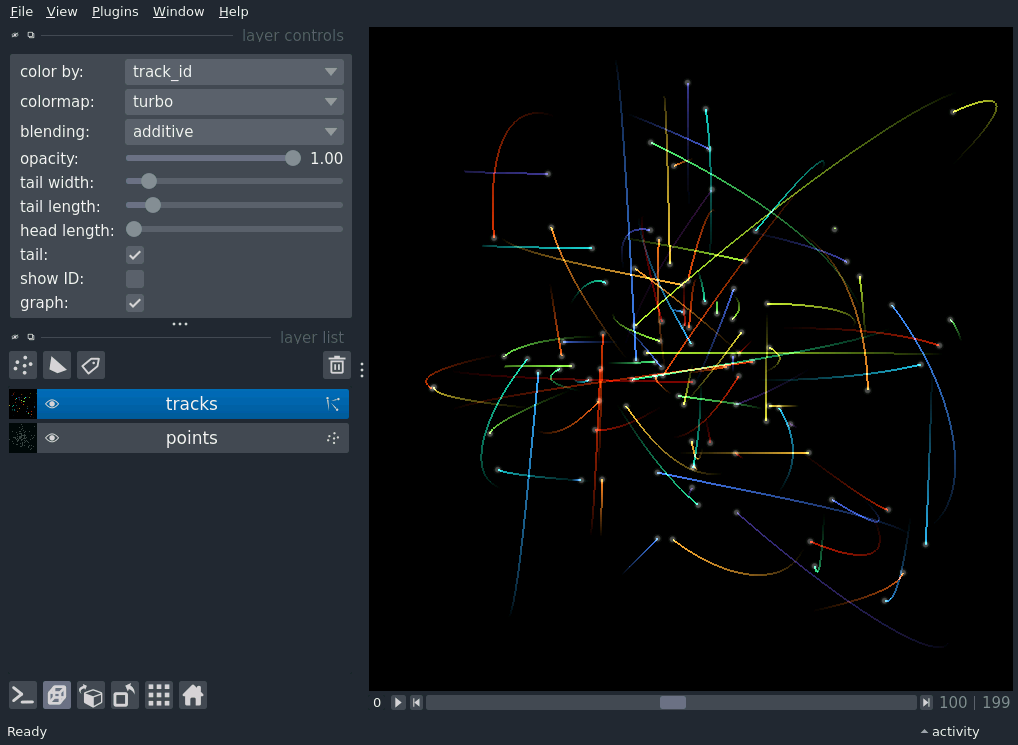 File View Plugins Window Help
layer controls
color by: track_id
colormap: turbo
blending: additive
opacity: 1.00
tail width:
tail length:
head length:
tail:
show ID:
graph:
layer list
tracks
points
0 100 | 199
Ready activity